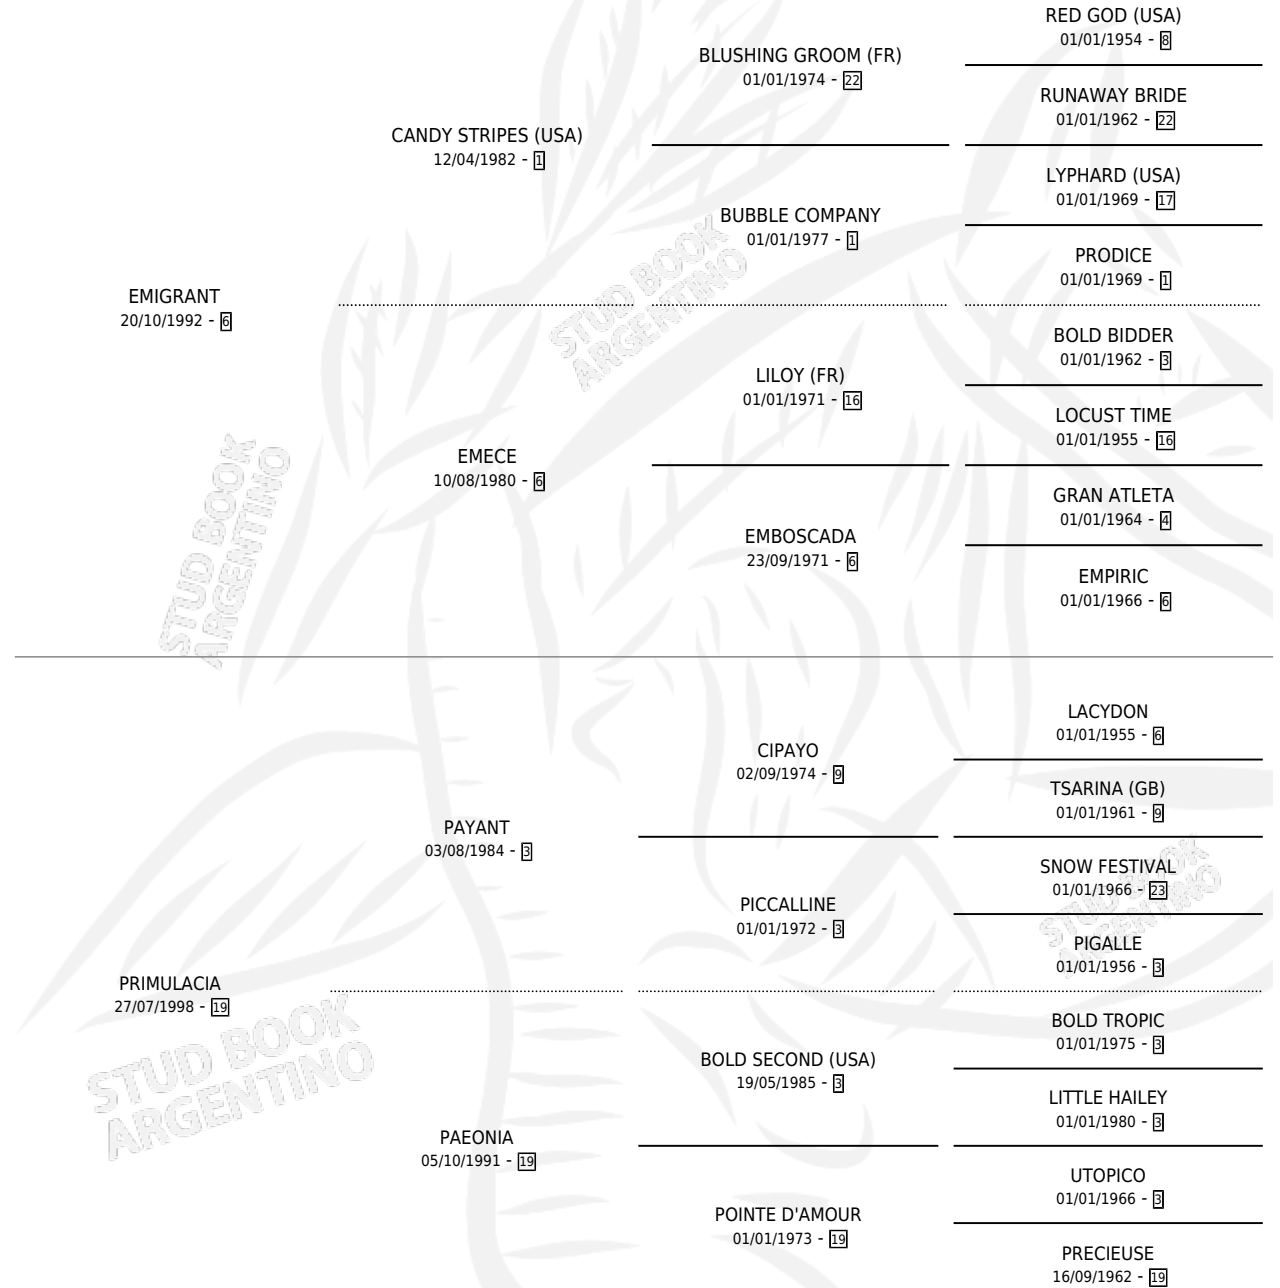 RED GOD (USA)
01/01/1954 - 8
BLUSHING GROOM (FR)
01/01/1974 - 22
RUNAWAY BRIDE
01/01/1962 - 22
CANDY STRIPES (USA)
12/04/1982 - 1
LYPHARD (USA)
01/01/1969 - 17
BUBBLE COMPANY
01/01/1977 - 1
PRODICE
01/01/1969 - 1
EMIGRANT
20/10/1992 - 6
STUD BOOK
ARGENTINO
BOLD BIDDER
01/01/1962 - 3
LILOY (FR)
01/01/1971 - 16
LOCUST TIME
01/01/1955 - 16
EMECE
10/08/1980 - 6
GRAN ATLETA
01/01/1964 - 4
EMBOSCADA
23/09/1971 - 6
EMPIRIC
01/01/1966 - 6
STUD BOOK
ARGENTINO
LACYDON
01/01/1955 - 6
CIPAYO
02/09/1974 - 9
TSARINA (GB)
01/01/1961 - 9
PAYANT
03/08/1984 - 3
SNOW FESTIVAL
01/01/1966 - 23
PICCALLINE
01/01/1972 - 3
PIGALLE
01/01/1956 - 3
STUD BOOK
ARGENTINO
PRIMULACIA
27/07/1998 - 19
BOLD TROPIC
01/01/1975 - 3
BOLD SECOND (USA)
19/05/1985 - 3
LITTLE HAILEY
01/01/1980 - 3
STUD BOOK
ARGENTINO
PAEONIA
05/10/1991 - 19
UTOPICO
01/01/1966 - 3
POINTE D'AMOUR
01/01/1973 - 19
PRECIEUSE
16/09/1962 - 19